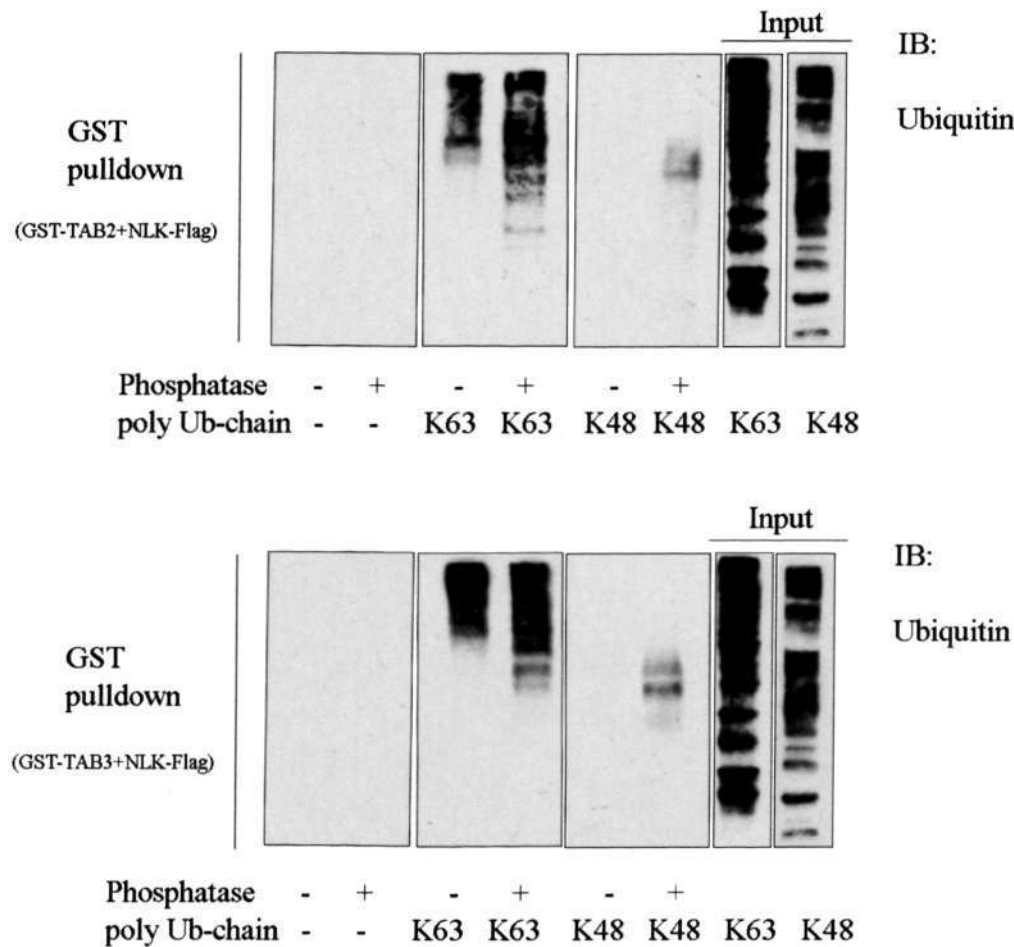 Input
IB:
Ubiquitin
GST
pulldown
(GST-TAB2+NLK-Flag)
Phosphatase - + - + - +
poly Ub-chain - - K63 K63 K48 K48 K63 K48
Input
IB:
Ubiquitin
GST
pulldown
(GST-TAB3+NLK-Flag)
Phosphatase - + - + - +
poly Ub-chain - - K63 K63 K48 K48 K63 K48